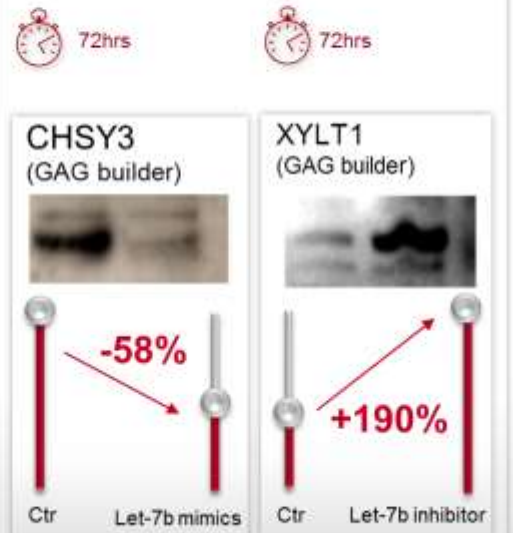 72hrs
72hrs
CHSY3
(GAG builder)
XYLT1
(GAG builder)
-58%
+190%
Ctr
Let-7b mimics
Ctr
Let-7b inhibitor